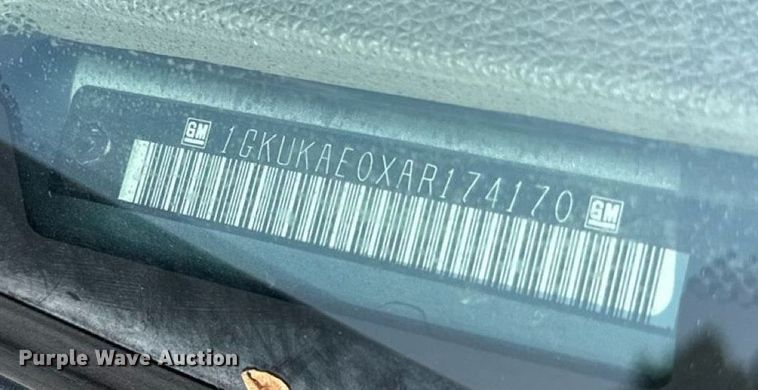 GM 1GKUKAE0XAR174170 GM
Purple Wave Auction